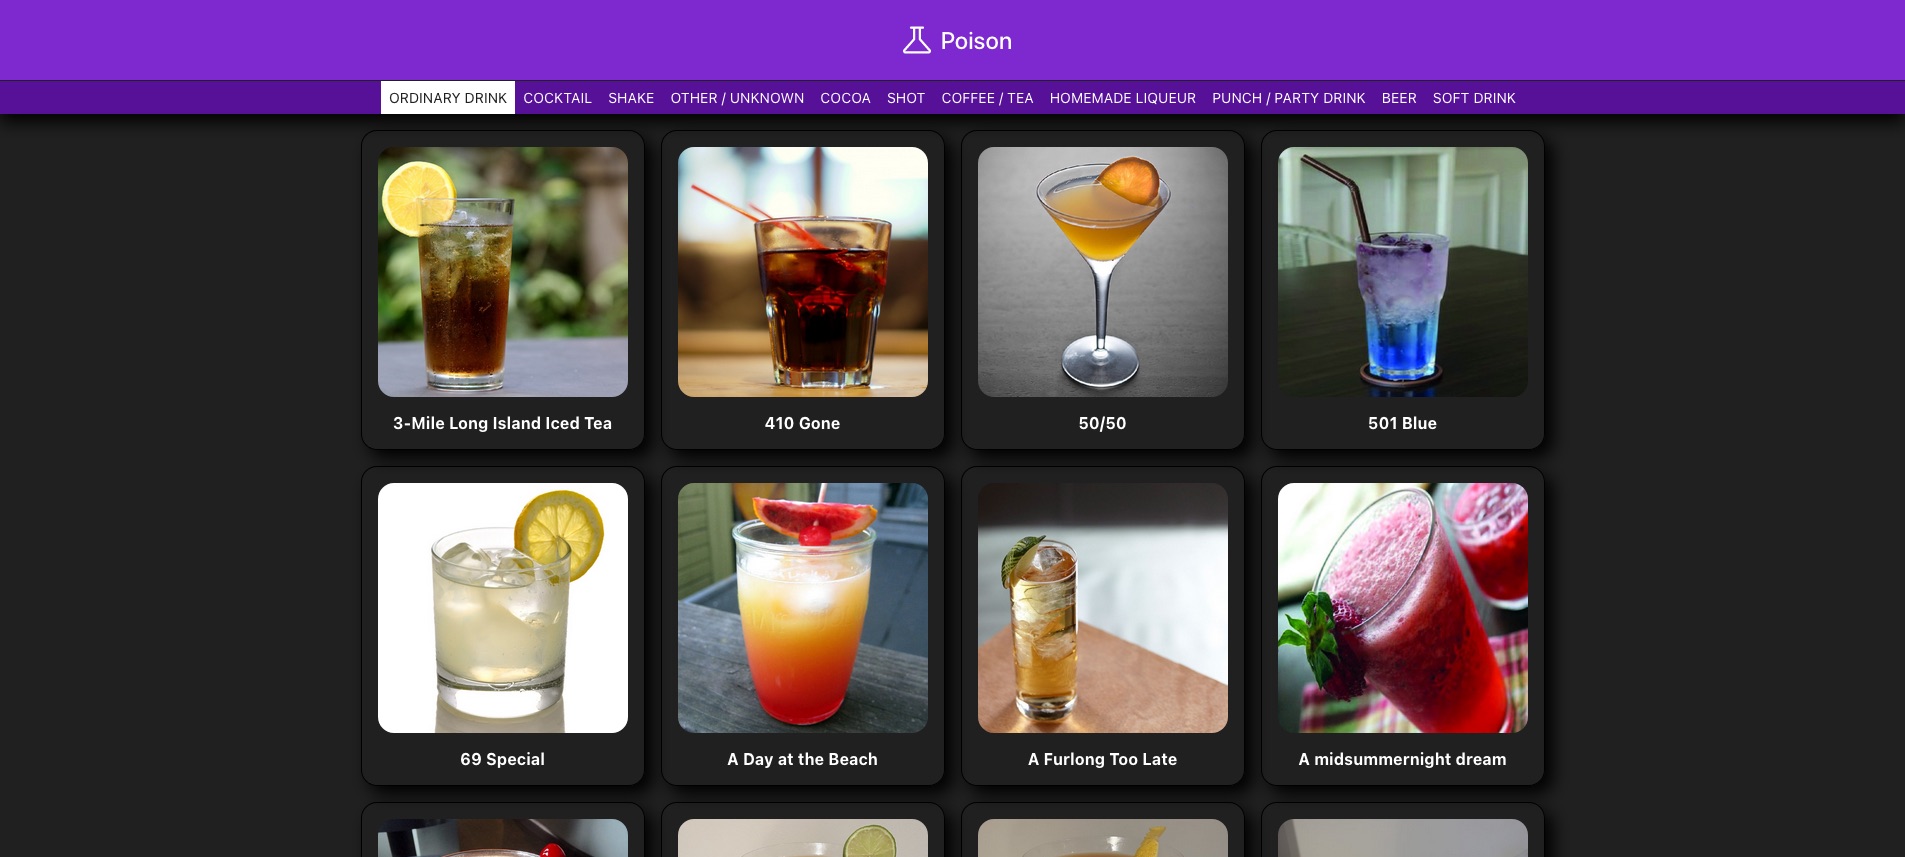 Poison
ORDINARY DRINK COCKTAIL SHAKE OTHER / UNKNOWN COCOA SHOT COFFEE / TEA HOMEMADE LIQUEUR PUNCH / PARTY DRINK BEER SOFT DRINK
3-Mile Long Island Iced Tea
410 Gone
50/50
501 Blue
69 Special
A Day at the Beach
A Furlong Too Late
A midsummernight dream